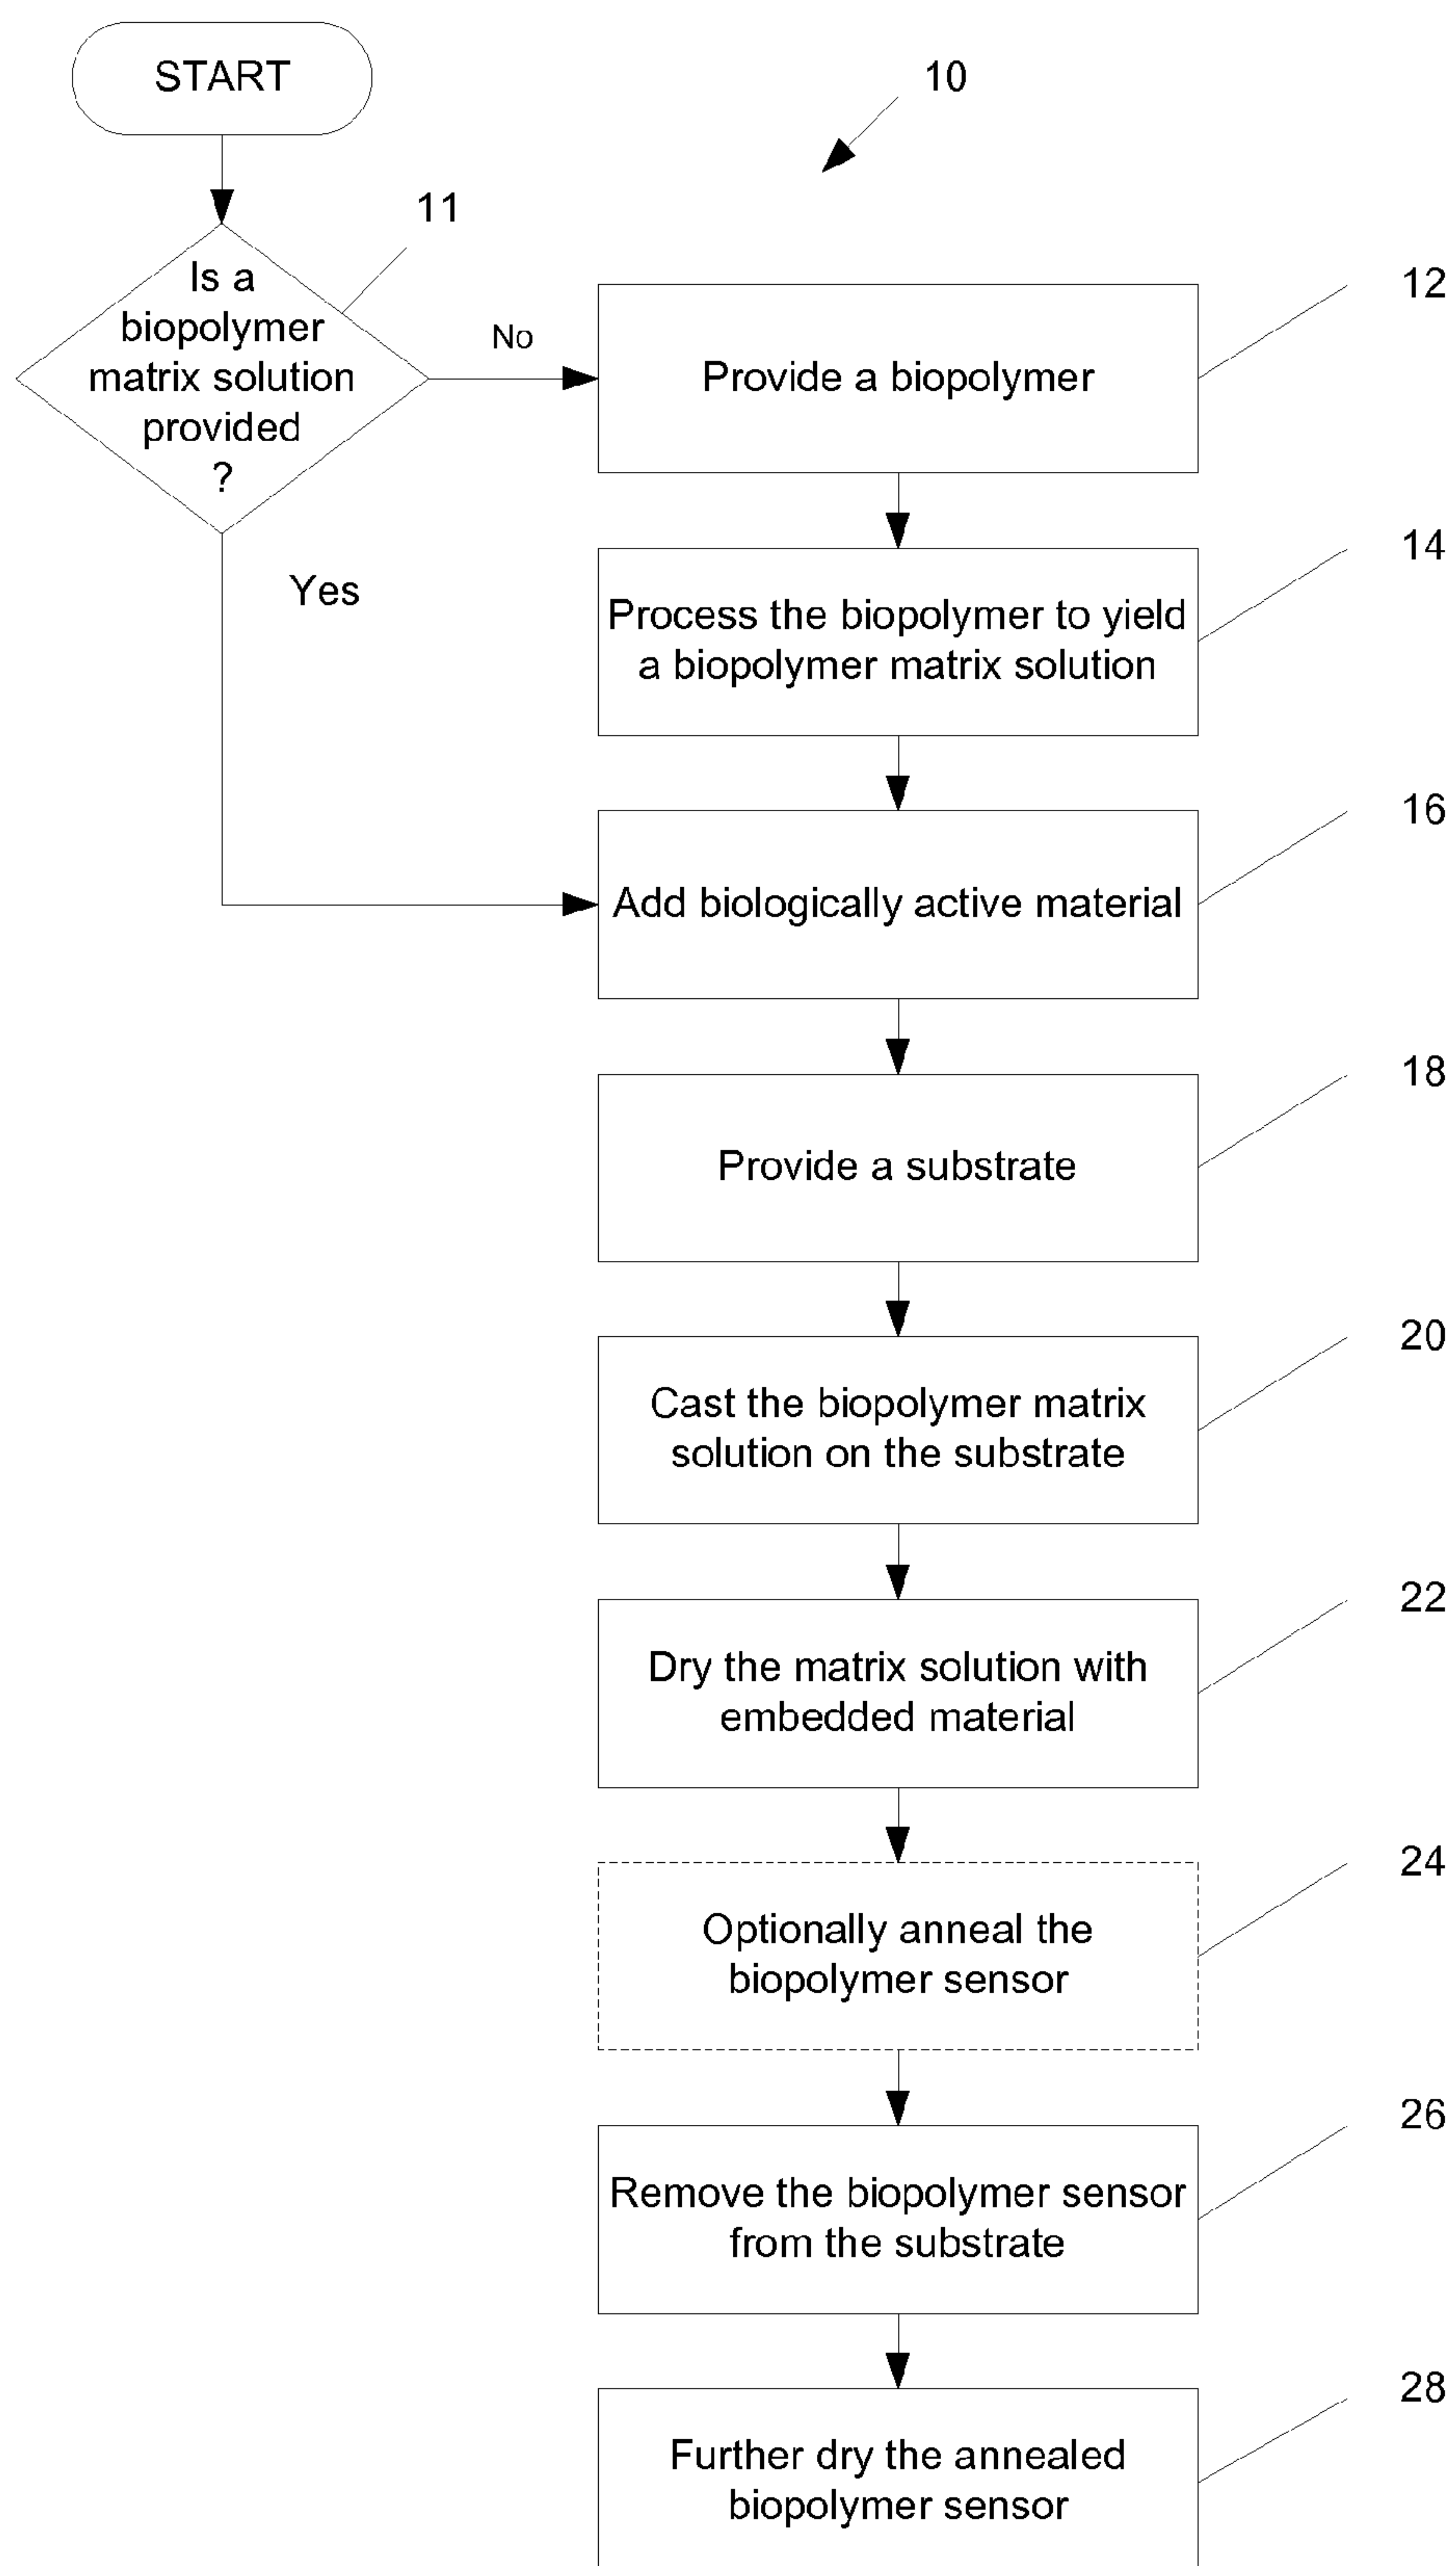 START
10
11
Is a
biopolymer
matrix solution
provided
?
No
Yes
12
Provide a biopolymer
14
Process the biopolymer to yield
a biopolymer matrix solution
16
Add biologically active material
18
Provide a substrate
20
Cast the biopolymer matrix
solution on the substrate
22
Dry the matrix solution with
embedded material
24
Optionally anneal the
biopolymer sensor
26
Remove the biopolymer sensor
from the substrate
28
Further dry the annealed
biopolymer sensor